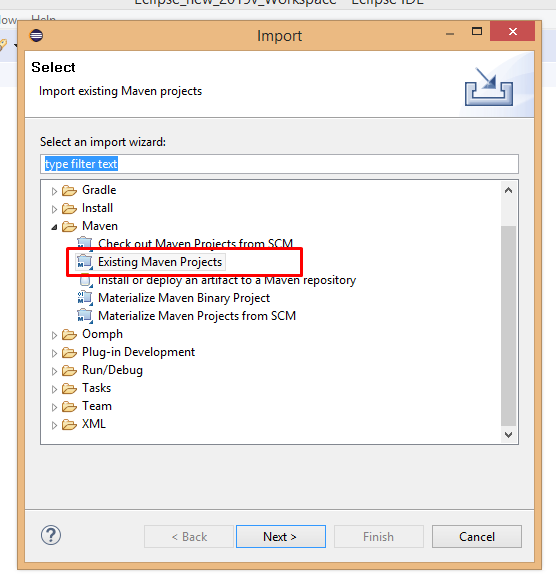 Eclipse_new_2019v_Workspace - Eclipse IDE
Help
Import
Select
Import existing Maven projects
Select an import wizard:
type filter text
Gradle
Install
Maven
Check out Maven Projects from SCM
Existing Maven Projects
Install or deploy an artifact to a Maven repository
Materialize Maven Binary Project
Materialize Maven Projects from SCM
Oomph
Plug-in Development
Run/Debug
Tasks
Team
XML
< Back
Next >
Finish
Cancel